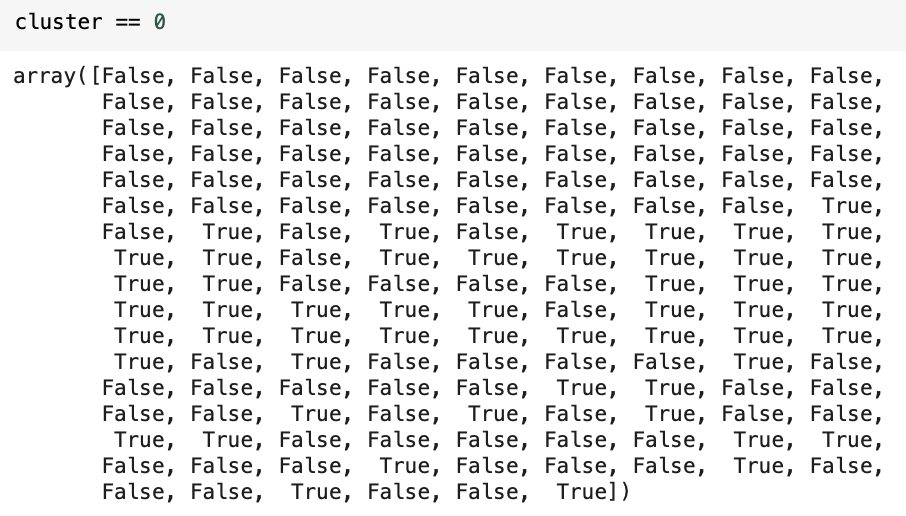 cluster == 0
array([False, False, False, False, False, False, False, False, False,
False, False, False, False, False, False, False, False, False,
False, False, False, False, False, False, False, False, False,
False, False, False, False, False, False, False, False, False,
False, False, False, False, False, False, False, False, False,
False, False, False, False, False, False, False, False, True,
False, True, False, True, False, True, True, True, True,
True, True, False, True, True, True, True, True, True,
True, True, False, False, False, False, True, True, True,
True, True, True, True, True, False, True, True, True,
True, True, True, True, True, True, True, True, True,
True, False, True, False, False, False, False, True, False,
False, False, False, False, False, True, True, False, False,
False, False, True, False, True, False, True, False, False,
True, True, False, False, False, False, False, True, True,
False, False, False, True, False, False, False, True, False,
False, False, True, False, False, True])